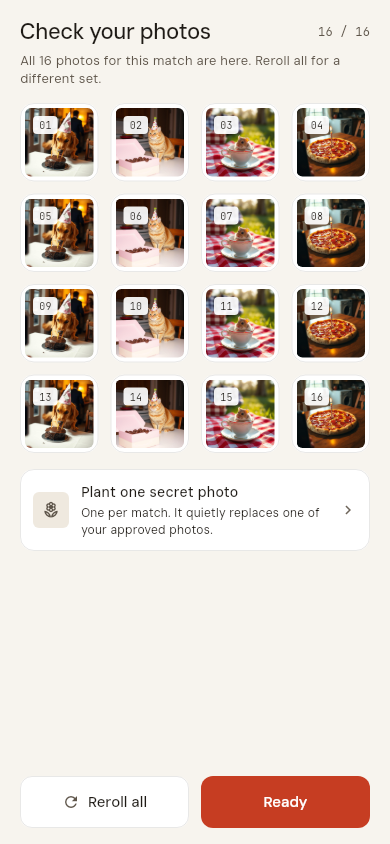 Check your photos
16 / 16
All 16 photos for this match are here. Reroll all for a
different set.
01
02
03
04
05
06
07
08
09
10
11
12
13
14
15
16
Plant one secret photo
One per match. It quietly replaces one of
your approved photos.
Reroll all
Ready